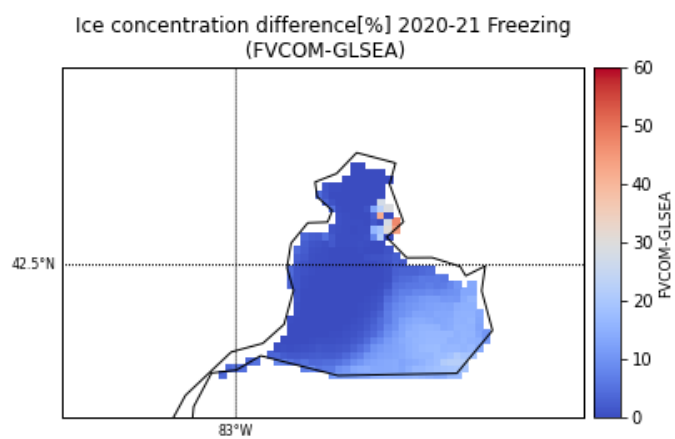 Ice concentration difference[%] 2020-21 Freezing
(FVCOM-GLSEA)
60
50
40
30
20
10
0
FVCOM-GLSEA
42.5°N
83°W